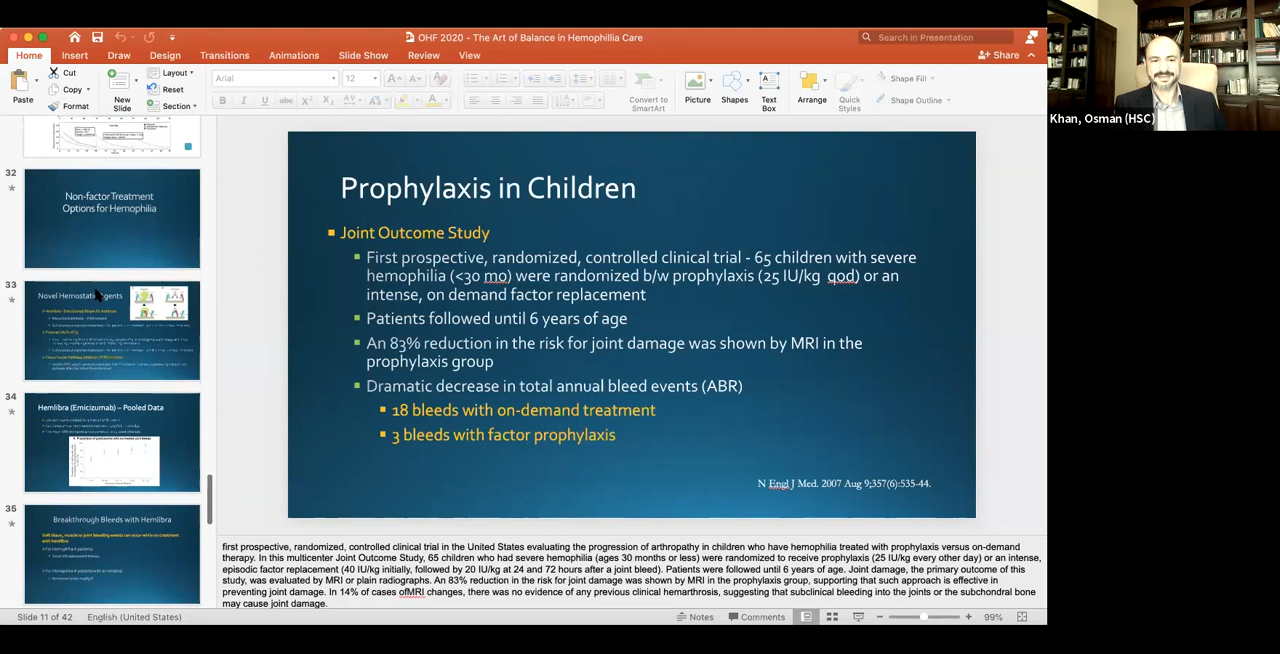 OHF 2020 - The Art of Balance in Hemophillia Care
Search in Presentation
Home Insert Draw Design Transitions Animations Slide Show Review View
Share
Paste
Cut
Copy
Format
New
Slide
Layout
Reset
Section
Arial
12
Convert to
SmartArt
Picture
Shapes
Text
Box
Arrange
Quick
Styles
Shape Fill
Shape Outline
Khan, Osman (HSC)
32
Non-factor Treatment
Options for Hemophilia
33
34
Hemlibra (Emicizumab) – Pooled Data
35
Breakthrough Bleeds with Hemlibra
Prophylaxis in Children
Joint Outcome Study
First prospective, randomized, controlled clinical trial - 65 children with severe
hemophilia (<30 mo) were randomized b/w prophylaxis (25 IU/kg qod) or an
intense, on demand factor replacement
Patients followed until 6 years of age
An 83% reduction in the risk for joint damage was shown by MRI in the
prophylaxis group
Dramatic decrease in total annual bleed events (ABR)
18 bleeds with on-demand treatment
3 bleeds with factor prophylaxis
N Engl J Med. 2007 Aug 9;357(6):535-44.
first prospective, randomized, controlled clinical trial in the United States evaluating the progression of arthropathy in children who have hemophilia treated with prophylaxis versus on-demand
therapy. In this multicenter Joint Outcome Study, 65 children who had severe hemophilia (ages 30 months or less) were randomized to receive prophylaxis (25 IU/kg every other day) or an intense,
episodic factor replacement (40 IU/kg initially, followed by 20 IU/kg at 24 and 72 hours after a joint bleed). Patients were followed until 6 years of age. Joint damage, the primary outcome of this
study, was evaluated by MRI or plain radiographs. An 83% reduction in the risk for joint damage was shown by MRI in the prophylaxis group, supporting that such approach is effective in
preventing joint damage. In 14% of cases ofMRI changes, there was no evidence of any previous clinical hemarthrosis, suggesting that subclinical bleeding into the joints or the subchondral bone
may cause joint damage.
Slide 11 of 42
English (United States)
Notes
Comments
99%